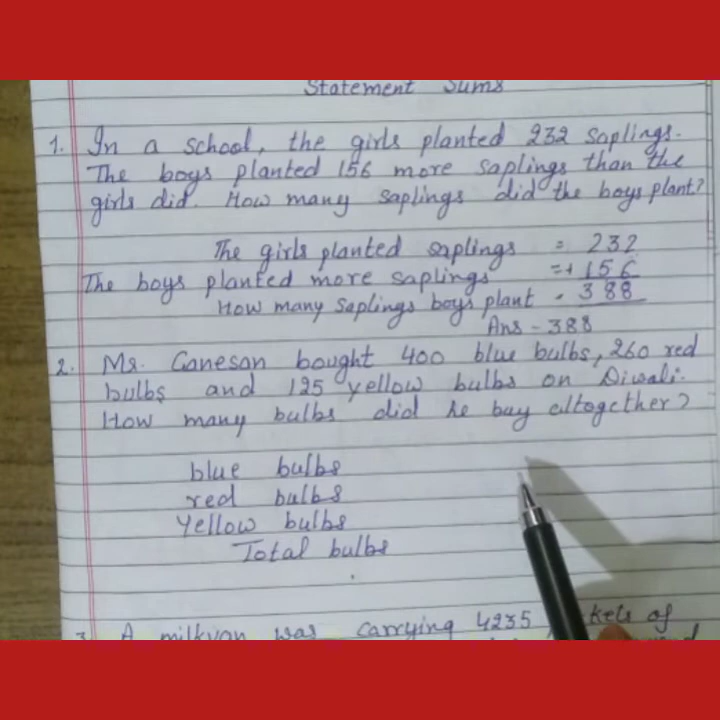 Statement Sums
1. In a school, the girls planted 232 saplings.
The boys planted 156 more saplings than the
girls did. How many saplings did the boys plant?
The girls planted saplings = 232
The boys planted more saplings =+ 156
How many saplings boys plant = 388
Ans - 388
2. Mr. Ganesan bought 400 blue bulbs, 260 red
bulbs and 125 yellow bulbs on Diwali.
How many bulbs did he buy altogether?
blue bulbs
red bulbs
Yellow bulbs
Total bulbs
3. A milkvan was carrying 4235 of